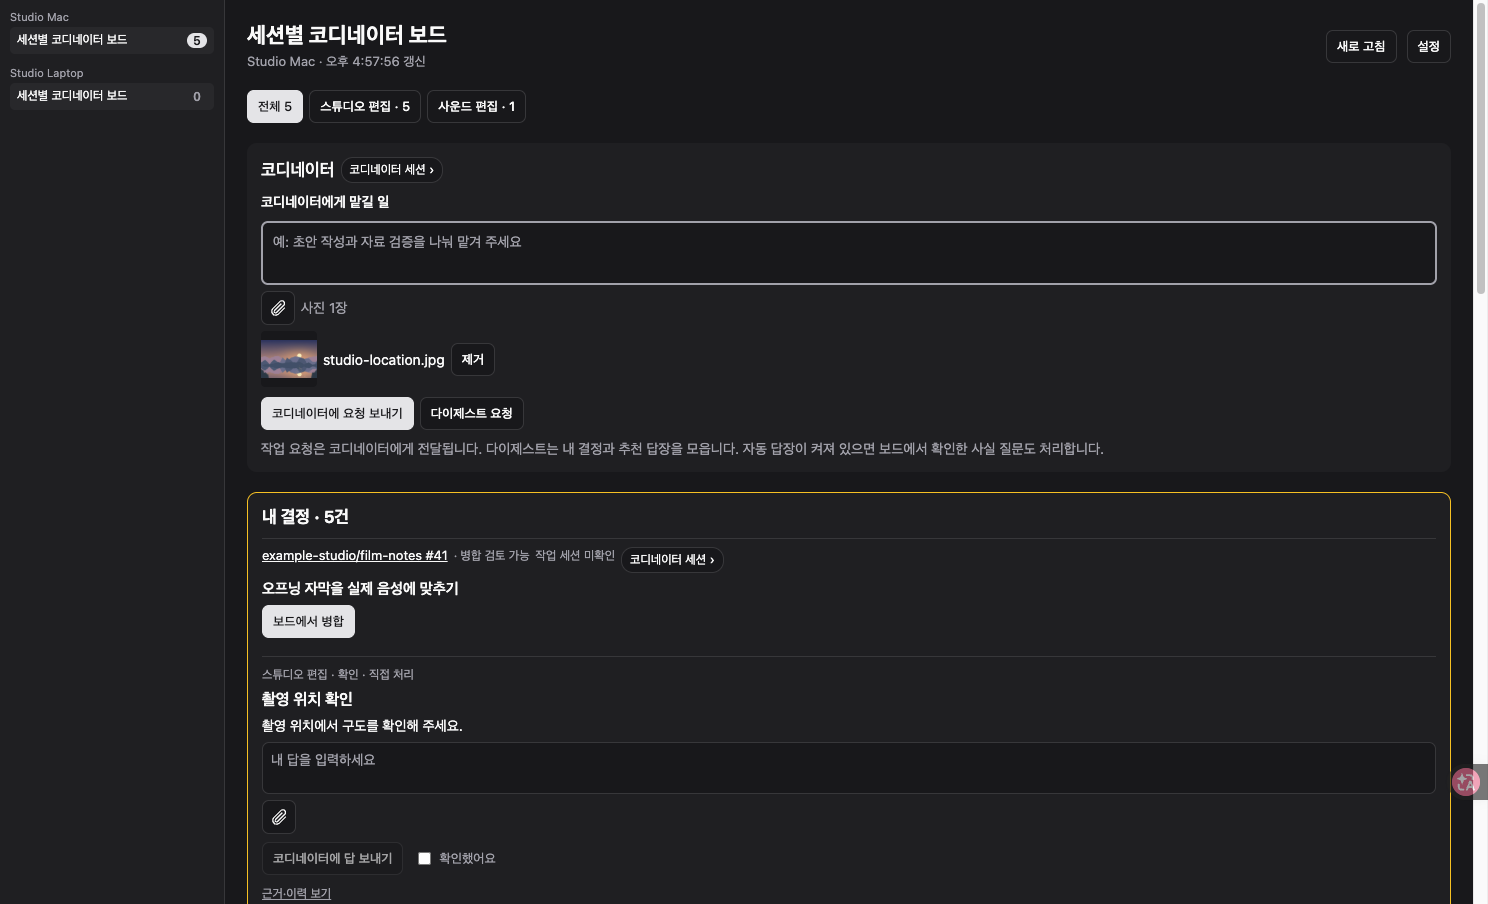 Studio Mac
세션별 코디네이터 보드 5
Studio Laptop
세션별 코디네이터 보드 0
세션별 코디네이터 보드
Studio Mac · 오후 4:57:56 갱신
새로 고침 설정
전체 5 스튜디오 편집 · 5 사운드 편집 · 1
코디네이터 코디네이터 세션 ›
코디네이터에게 맡길 일
예: 초안 작성과 자료 검증을 나눠 맡겨 주세요
사진 1장
studio-location.jpg 제거
코디네이터에 요청 보내기 다이제스트 요청
작업 요청은 코디네이터에게 전달됩니다. 다이제스트는 내 결정과 추천 답장을 모읍니다. 자동 답장이 켜져 있으면 보드에서 확인한 사실 질문도 처리합니다.
내 결정 · 5건
example-studio/film-notes #41 · 병합 검토 가능 작업 세션 미확인 코디네이터 세션 ›
오프닝 자막을 실제 음성에 맞추기
보드에서 병합
스튜디오 편집 · 확인 · 직접 처리
촬영 위치 확인
촬영 위치에서 구도를 확인해 주세요.
내 답을 입력하세요
코디네이터에 답 보내기 확인했어요
근거·이력 보기